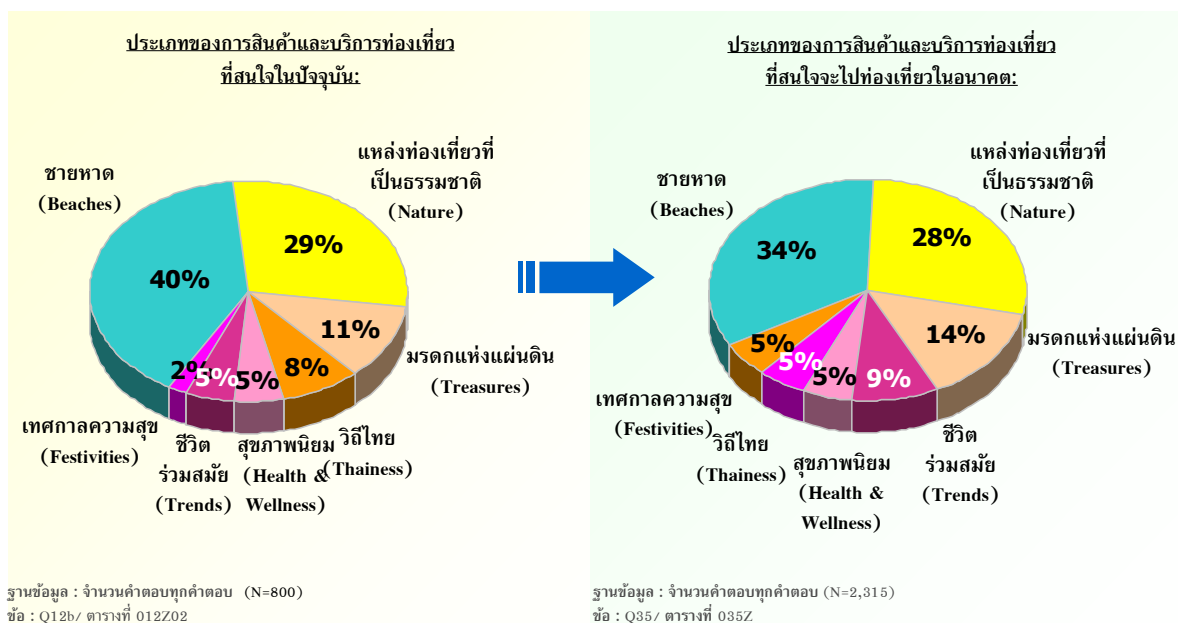 ประเภทของการสินค้าและบริการท่องเที่ยว
ที่สนใจในปัจจุบัน:
ชายหาด
(Beaches)
แหล่งท่องเที่ยวที่
เป็นธรรมชาติ
(Nature)
29%
40%
11%
8%
5%
5%
2%
มรดกแห่งแผ่นดิน
(Treasures)
เทศกาลความสุข
(Festivities)
ชีวิต
ร่วมสมัย
(Trends)
สุขภาพนิยม
(Health &
Wellness)
วิถีไทย
(Thainess)
ฐานข้อมูล : จำนวนคำตอบทุกคำตอบ (N=800)
ข้อ : Q12b/ ตารางที่ 012Z02
ประเภทของการสินค้าและบริการท่องเที่ยว
ที่สนใจจะไปท่องเที่ยวในอนาคต:
ชายหาด
(Beaches)
แหล่งท่องเที่ยวที่
เป็นธรรมชาติ
(Nature)
34%
28%
14%
9%
5%
5%
5%
มรดกแห่งแผ่นดิน
(Treasures)
เทศกาลความสุข
(Festivities)
วิถีไทย
(Thainess)
สุขภาพนิยม
(Health &
Wellness)
ชีวิต
ร่วมสมัย
(Trends)
ฐานข้อมูล : จำนวนคำตอบทุกคำตอบ (N=2,315)
ข้อ : Q35/ ตารางที่ 035Z